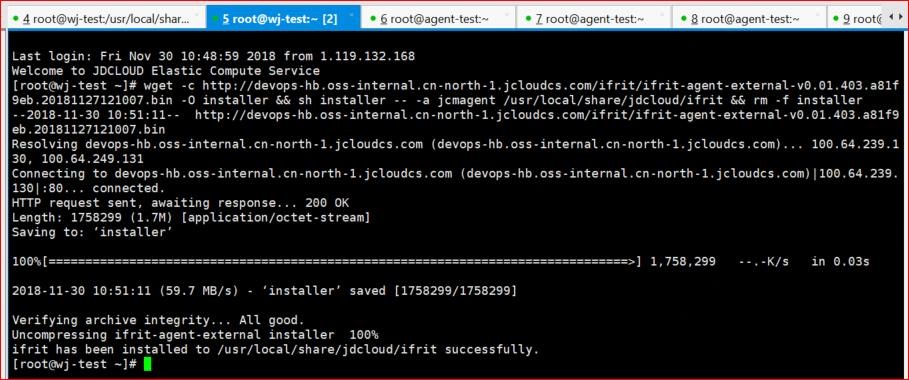 4 root@wj-test:/usr/local/shar... 5 root@wj-test:~ [2] 6 root@agent-test:~ 7 root@agent-test:~ 8 root@agent-test:~ 9 root@
Last login: Fri Nov 30 10:48:59 2018 from 1.119.132.168
Welcome to JDCLOUD Elastic Compute Service
[root@wj-test ~]# wget -c http://devops-hb.oss-internal.cn-north-1.jcloudcs.com/ifrit/ifrit-agent-external-v0.01.403.a81f
9eb.20181127121007.bin -O installer && sh installer -- -a jcmagent /usr/local/share/jdcloud/ifrit && rm -f installer
--2018-11-30 10:51:11--  http://devops-hb.oss-internal.cn-north-1.jcloudcs.com/ifrit/ifrit-agent-external-v0.01.403.a81f9
eb.20181127121007.bin
Resolving devops-hb.oss-internal.cn-north-1.jcloudcs.com (devops-hb.oss-internal.cn-north-1.jcloudcs.com)... 100.64.239.1
30, 100.64.249.131
Connecting to devops-hb.oss-internal.cn-north-1.jcloudcs.com (devops-hb.oss-internal.cn-north-1.jcloudcs.com)|100.64.239.
130|:80... connected.
HTTP request sent, awaiting response... 200 OK
Length: 1758299 (1.7M) [application/octet-stream]
Saving to: ‘installer’
100%[================================================================================>] 1,758,299   --.-K/s   in 0.03s
2018-11-30 10:51:11 (59.7 MB/s) - ‘installer’ saved [1758299/1758299]
Verifying archive integrity... All good.
Uncompressing ifrit-agent-external installer  100%
ifrit has been installed to /usr/local/share/jdcloud/ifrit successfully.
[root@wj-test ~]#